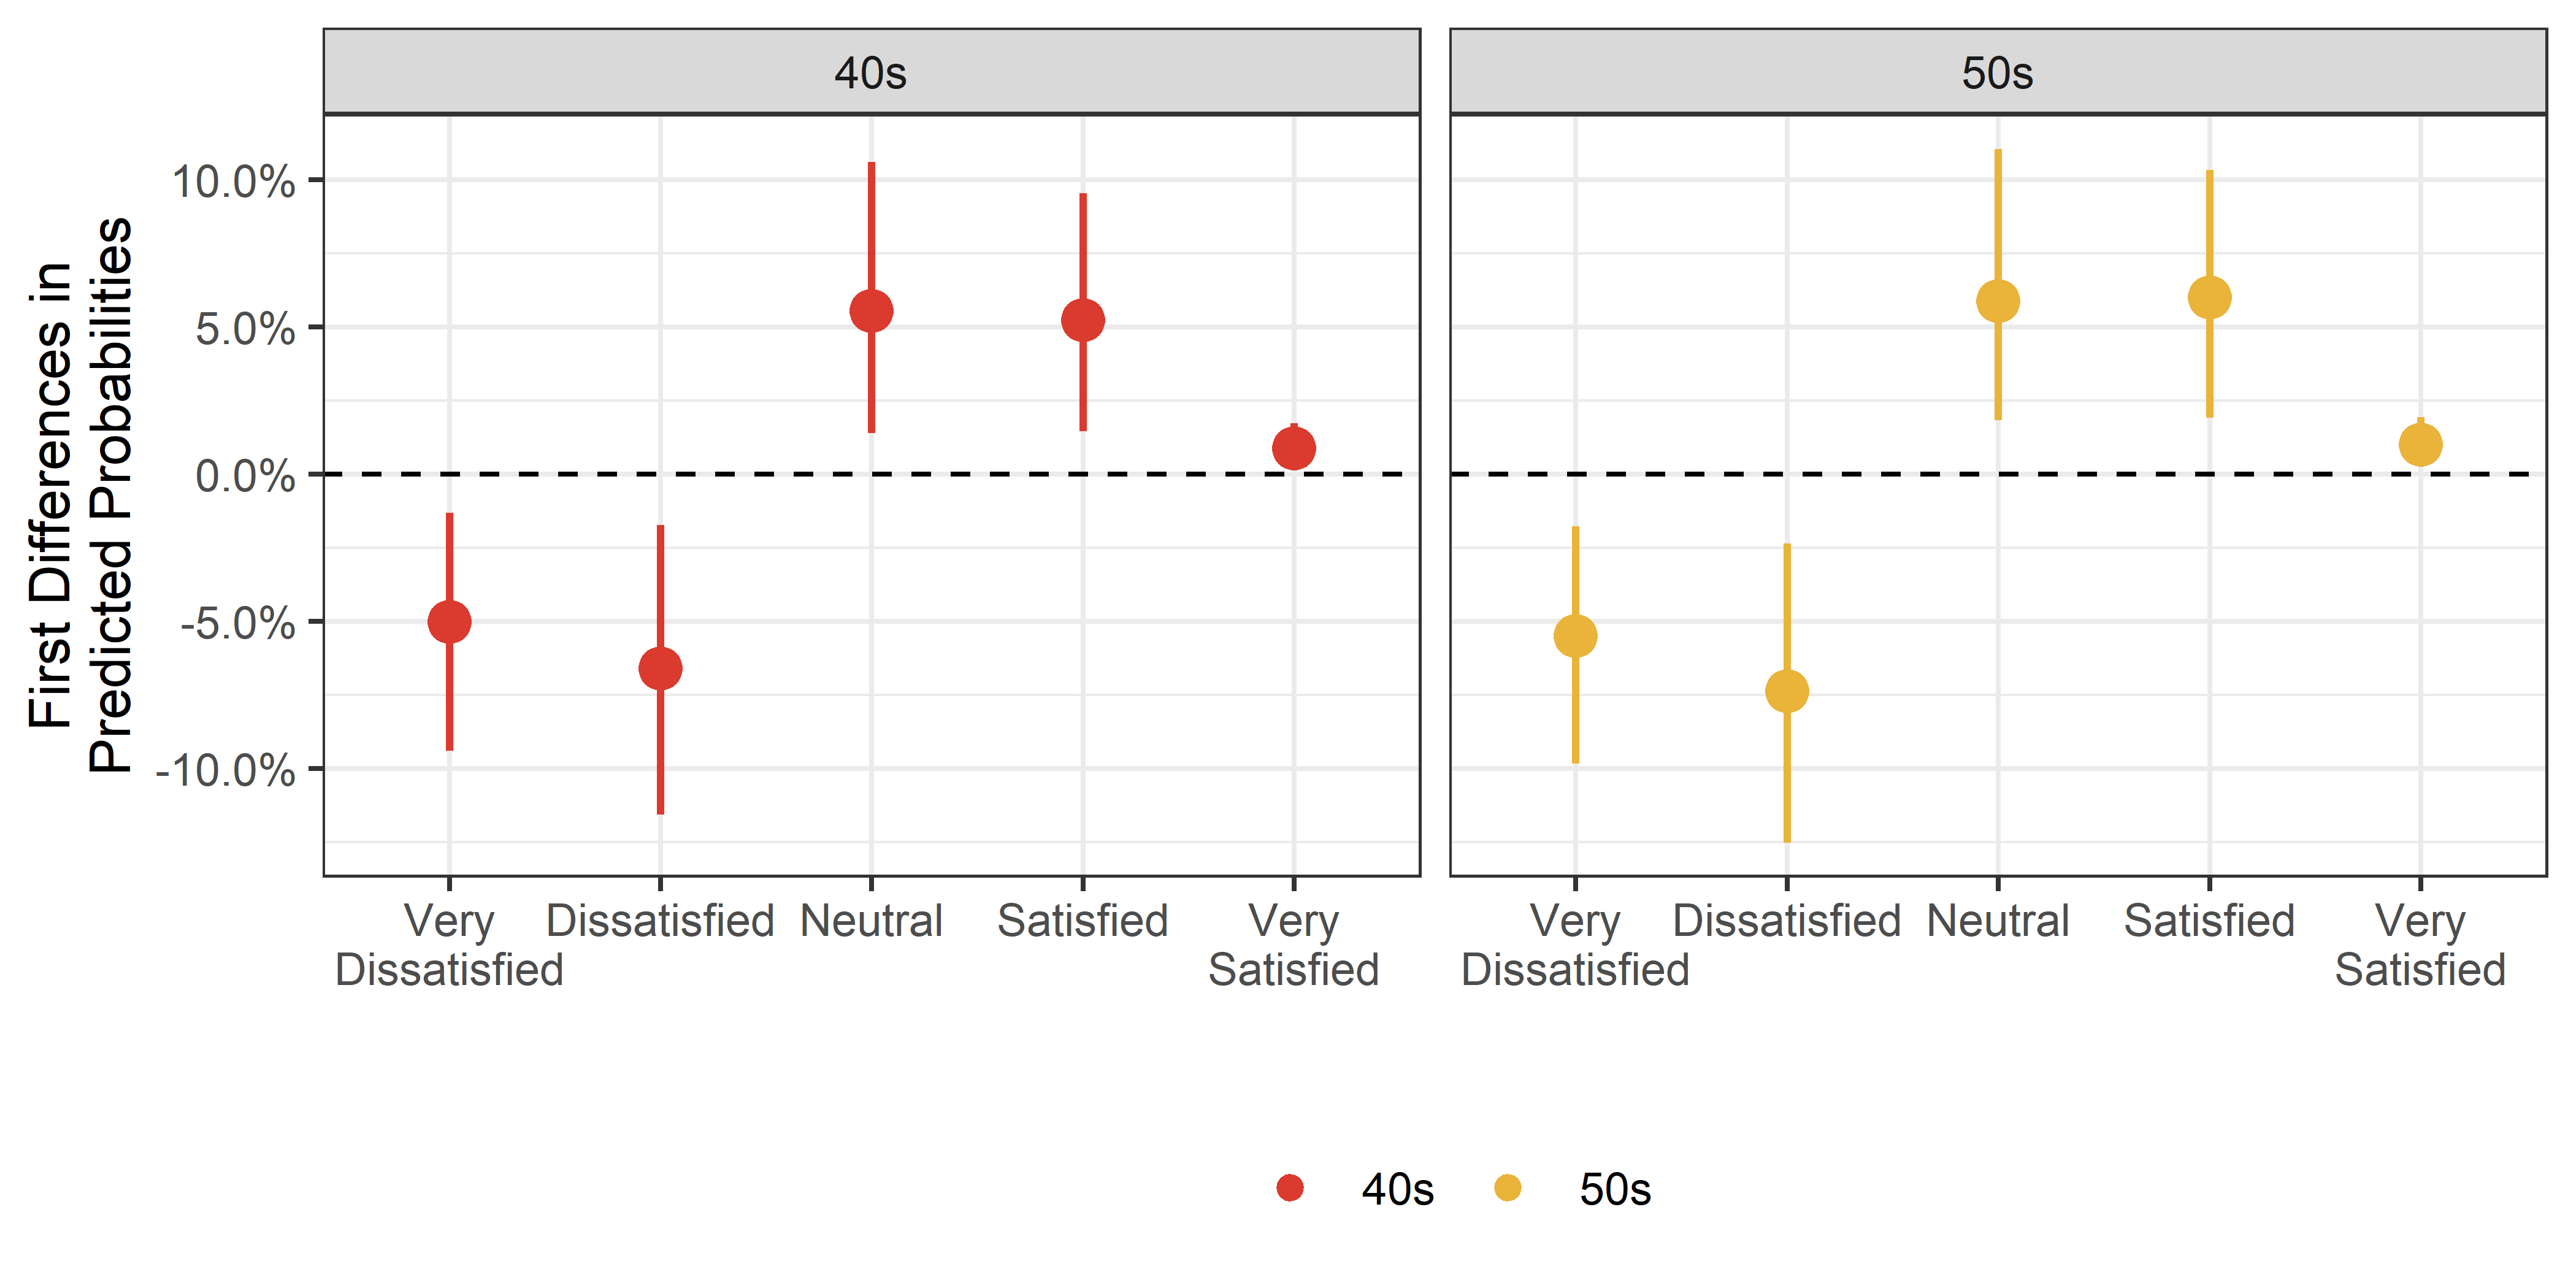 40s
50s
First Differences in
Predicted Probabilities
10.0%
5.0%
0.0%
-5.0%
-10.0%
Very
Dissatisfied
Dissatisfied
Neutral
Satisfied
Very
Satisfied
Very
Dissatisfied
Dissatisfied
Neutral
Satisfied
Very
Satisfied
40s
50s